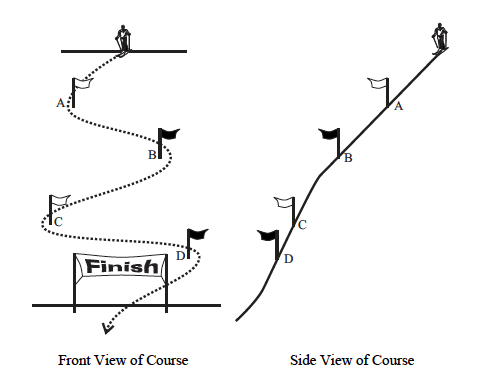 A
B
C
D
Finish
Front View of Course
A
B
C
D
Side View of Course